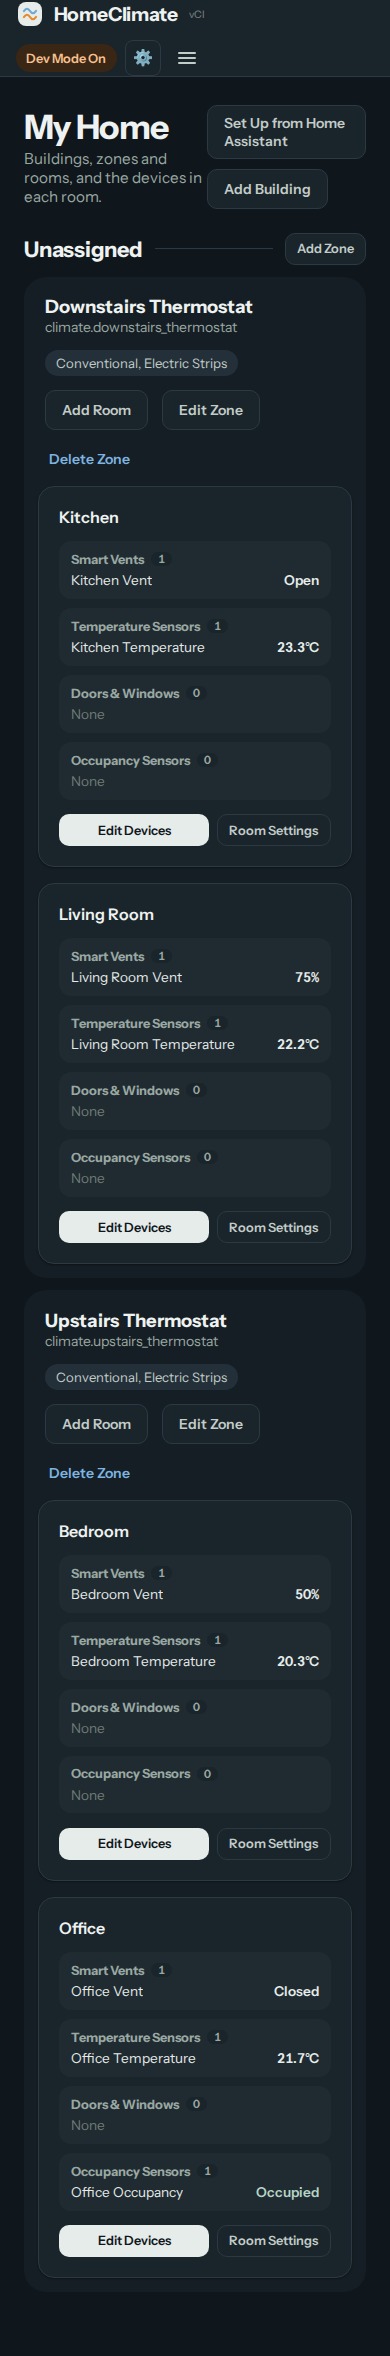 HomeClimate vCI
Dev Mode On
My Home
Buildings, zones and
rooms, and the devices in
each room.
Set Up from Home
Assistant
Add Building
Unassigned
Add Zone
Downstairs Thermostat
climate.downstairs_thermostat
Conventional, Electric Strips
Add Room Edit Zone
Delete Zone
Kitchen
Smart Vents 1
Kitchen Vent Open
Temperature Sensors 1
Kitchen Temperature 23.3°C
Doors & Windows 0
None
Occupancy Sensors 0
None
Edit Devices Room Settings
Living Room
Smart Vents 1
Living Room Vent 75%
Temperature Sensors 1
Living Room Temperature 22.2°C
Doors & Windows 0
None
Occupancy Sensors 0
None
Edit Devices Room Settings
Upstairs Thermostat
climate.upstairs_thermostat
Conventional, Electric Strips
Add Room Edit Zone
Delete Zone
Bedroom
Smart Vents 1
Bedroom Vent 50%
Temperature Sensors 1
Bedroom Temperature 20.3°C
Doors & Windows 0
None
Occupancy Sensors 0
None
Edit Devices Room Settings
Office
Smart Vents 1
Office Vent Closed
Temperature Sensors 1
Office Temperature 21.7°C
Doors & Windows 0
None
Occupancy Sensors 1
Office Occupancy Occupied
Edit Devices Room Settings